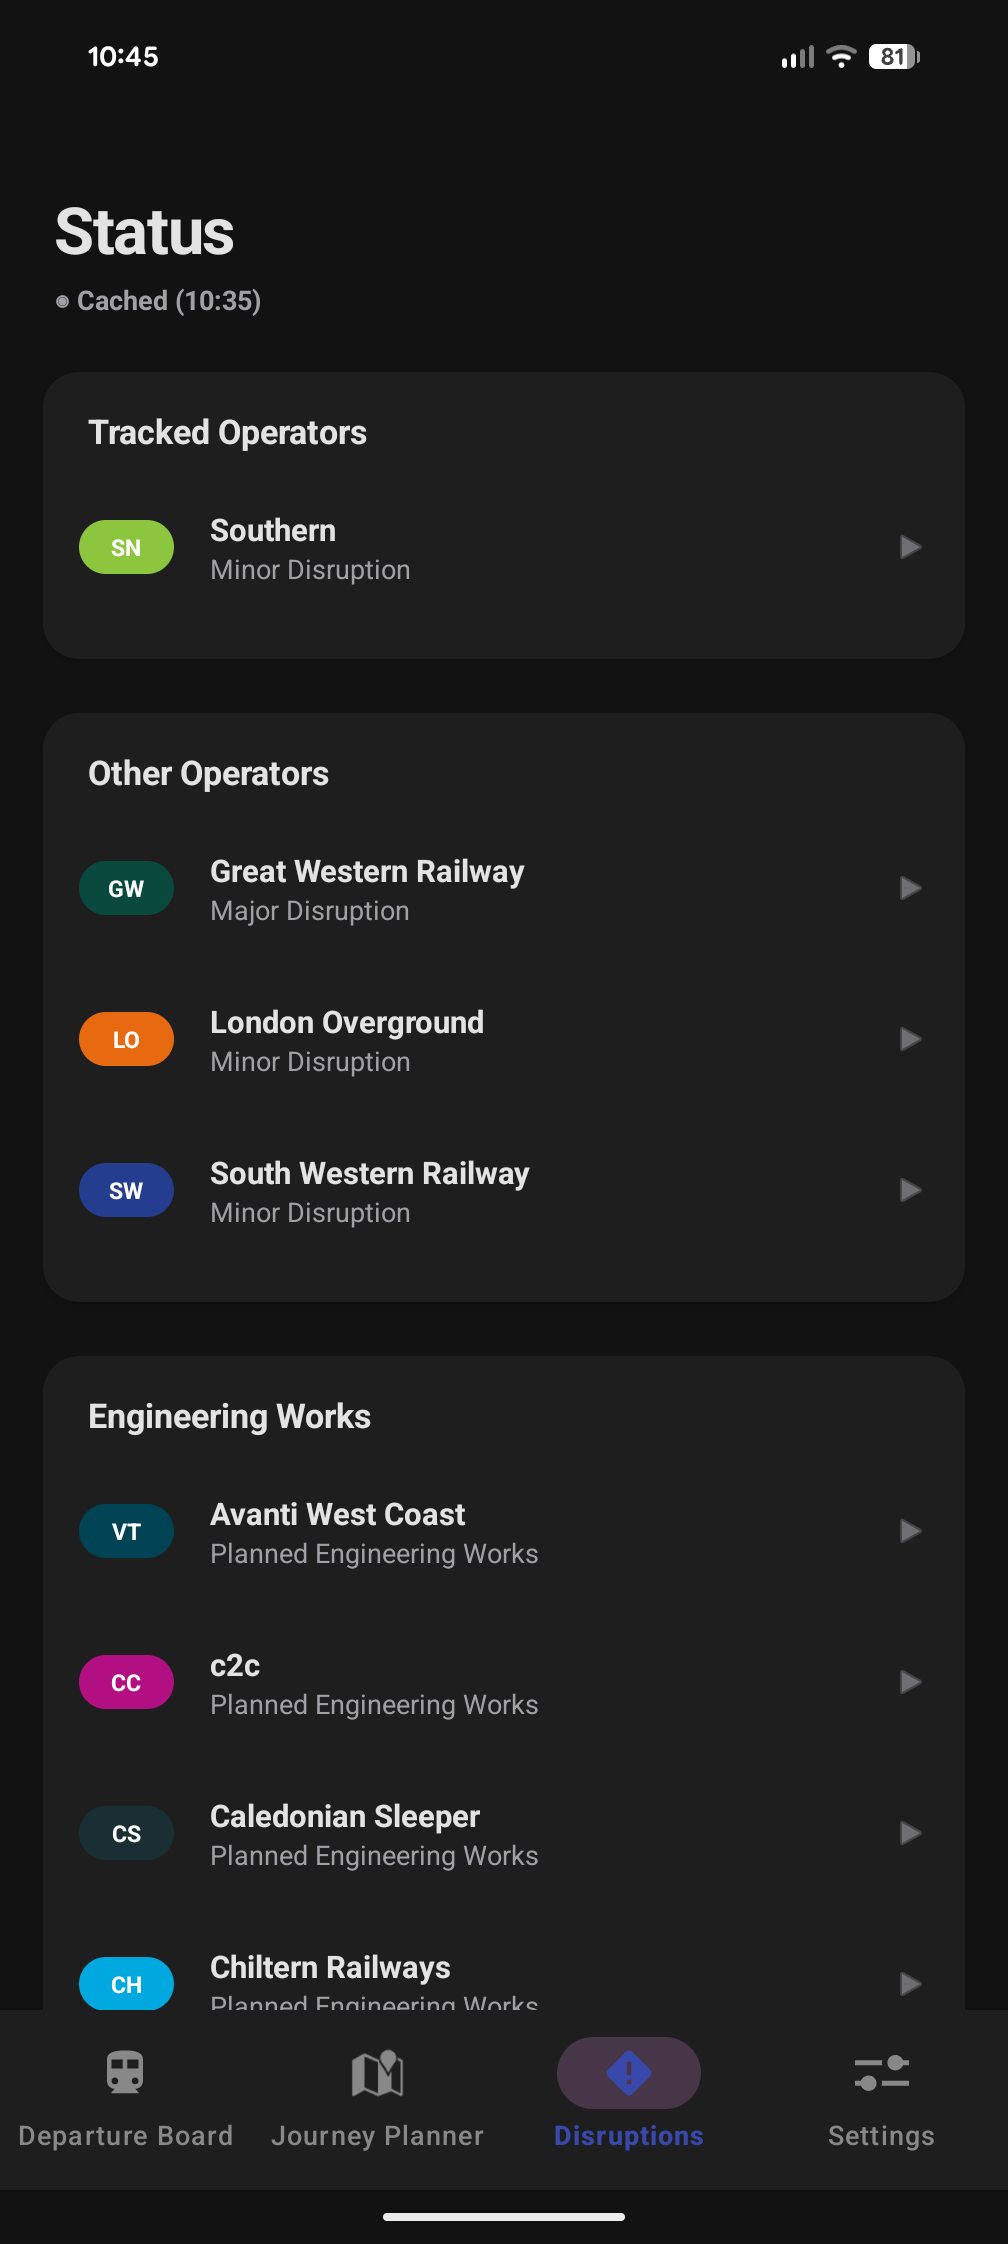 10:45
81
Status
Cached (10:35)
Tracked Operators
SN
Southern
Minor Disruption
Other Operators
GW
Great Western Railway
Major Disruption
LO
London Overground
Minor Disruption
SW
South Western Railway
Minor Disruption
Engineering Works
VT
Avanti West Coast
Planned Engineering Works
CC
c2c
Planned Engineering Works
CS
Caledonian Sleeper
Planned Engineering Works
CH
Chiltern Railways
Planned Engineering Works
Departure Board
Journey Planner
Disruptions
Settings